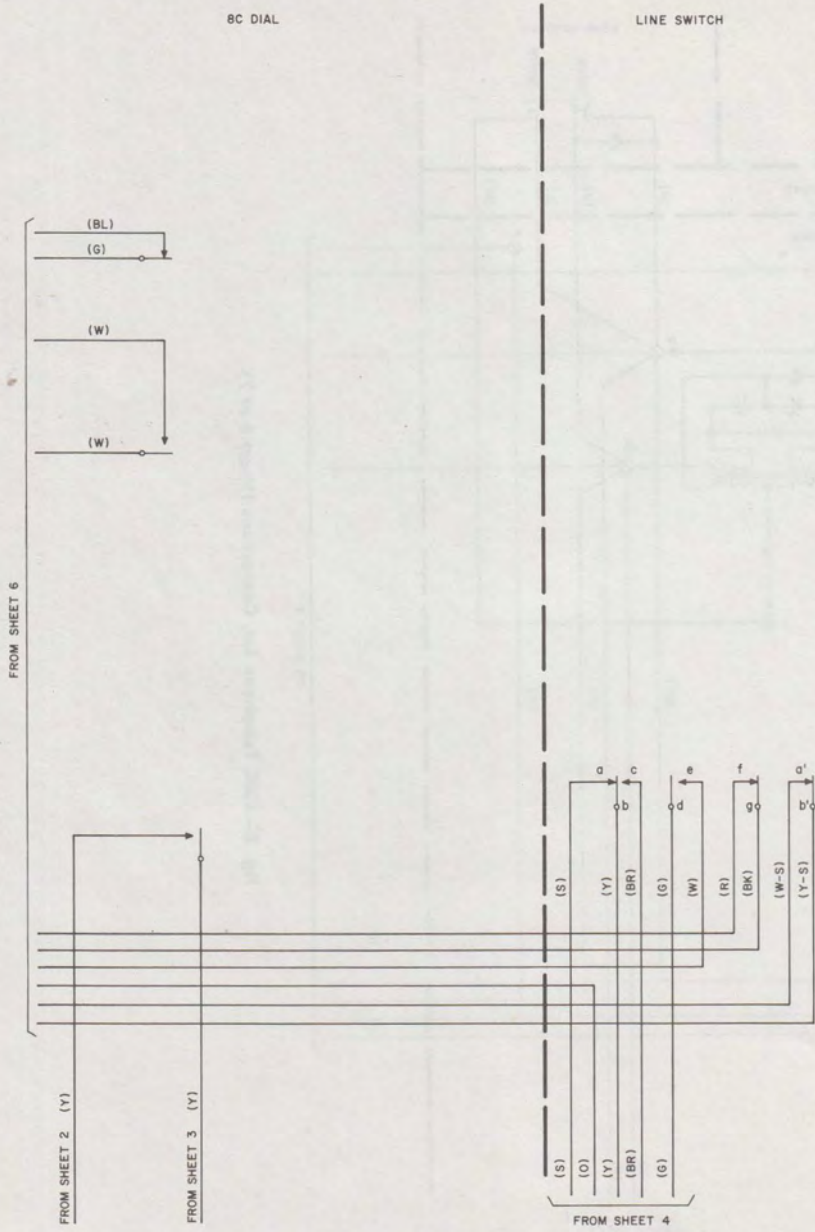 8C DIAL
LINE SWITCH
(BL)
(G)
(W)
(W)
FROM SHEET 6
a
c
e
f
a'
b
d
g
b'
(S)
(Y)
(BR)
(G)
(W)
(R)
(BK)
(W-S)
(Y-S)
FROM SHEET 2 (Y)
FROM SHEET 3 (Y)
(S)
(O)
(Y)
(BR)
(G)
FROM SHEET 4